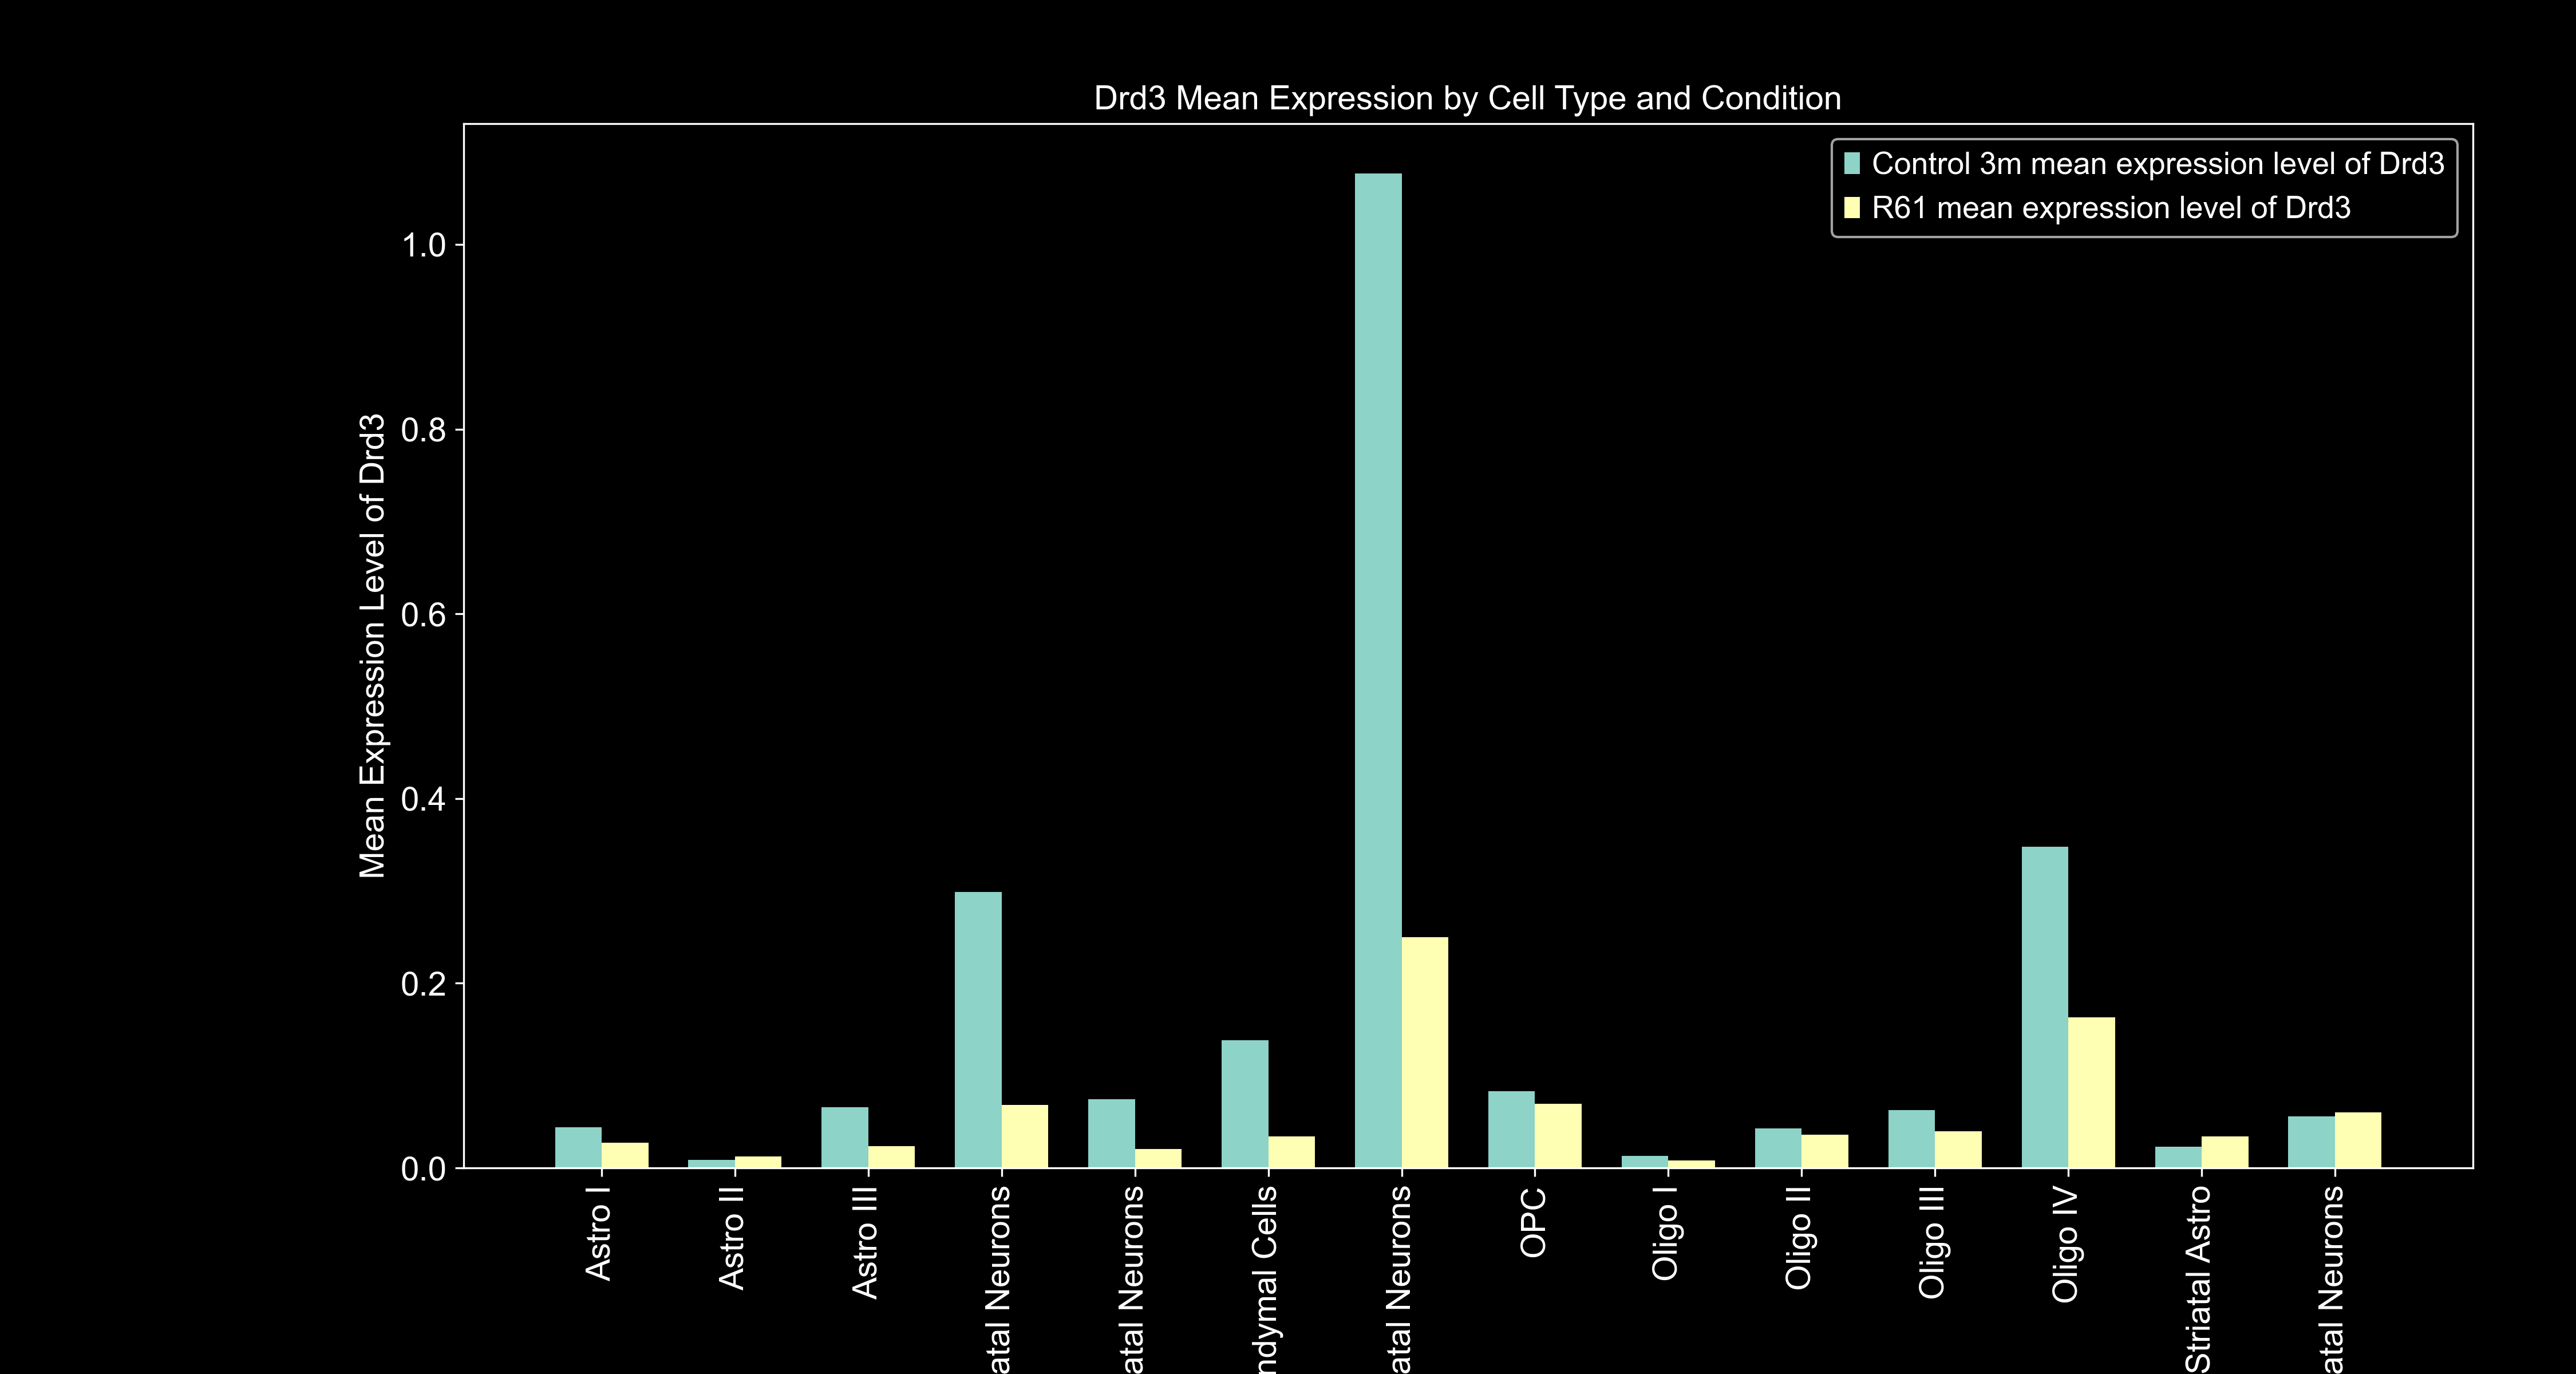 Drd3 Mean Expression by Cell Type and Condition
Control 3m mean expression level of Drd3
R61 mean expression level of Drd3
Mean Expression Level of Drd3
1.0
0.8
0.6
0.4
0.2
0.0
Astro I
Astro II
Astro III
atal Neurons
atal Neurons
ndymal Cells
atal Neurons
OPC
Oligo I
Oligo II
Oligo III
Oligo IV
Striatal Astro
atal Neurons